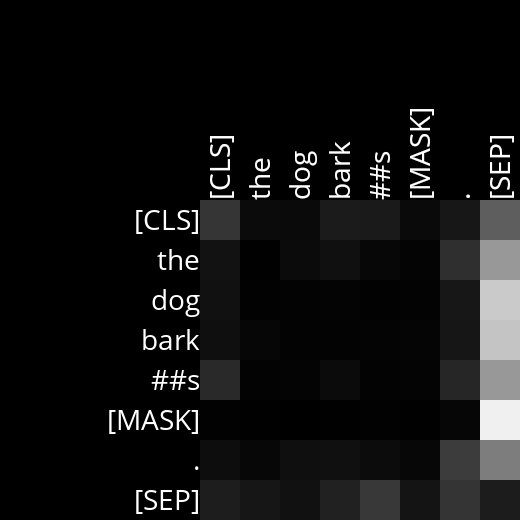 [CLS] the dog bark ##s [MASK] . [SEP]
[CLS]
the
dog
bark
##s
[MASK]
.
[SEP]